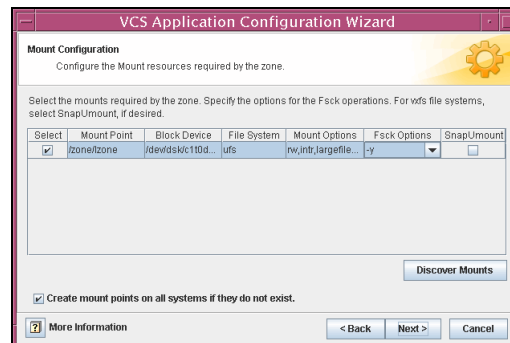 VCS Application Configuration Wizard
Mount Configuration
Configure the Mount resources required by the zone.
Select the mounts required by the zone. Specify the options for the Fsck operations. For vxfs file systems,
select SnapUmount, if desired.
Select Mount Point Block Device File System Mount Options Fsck Options SnapUmount
/zone/lzone /dev/dsk/c1t0d... ufs rw,intr,largefile... -y
Discover Mounts
Create mount points on all systems if they do not exist.
? More Information < Back Next > Cancel